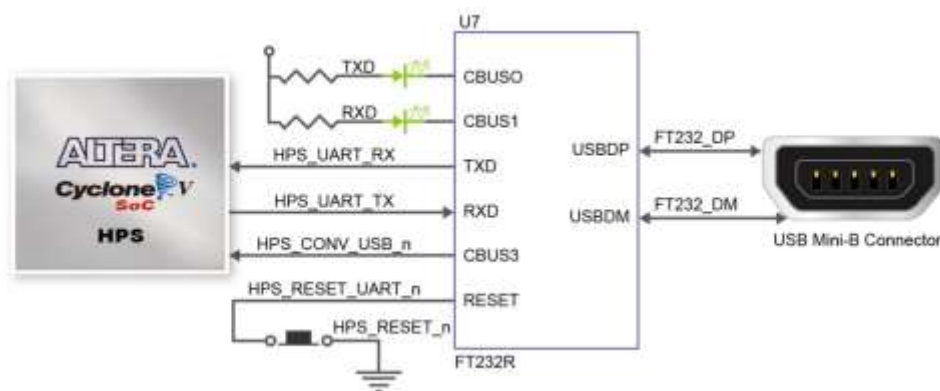 U7
TXD
CBUSO
RXD
CBUS1
ALTERA.
Cyclone V
SoC
HPS
HPS_UART_RX
TXD
HPS_UART_TX
RXD
HPS_CONV_USB_n
CBUS3
HPS_RESET_UART_n
RESET
HPS_RESET_n
FT232R
USBDP
FT232_DP
USBDM
FT232_DM
USB Mini-B Connector